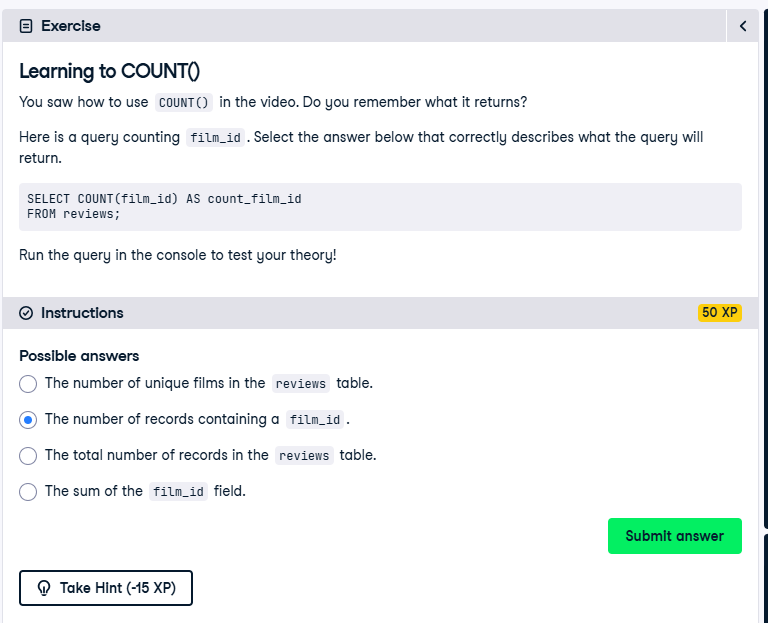 Exercise
Learning to COUNT()
You saw how to use COUNT() in the video. Do you remember what it returns?
Here is a query counting film_id. Select the answer below that correctly describes what the query will
return.
SELECT COUNT(film_id) AS count_film_id
FROM reviews;
Run the query in the console to test your theory!
Instructions
50 XP
Possible answers
The number of unique films in the reviews table.
The number of records containing a film_id.
The total number of records in the reviews table.
The sum of the film_id field.
Submit answer
Take Hint (-15 XP)